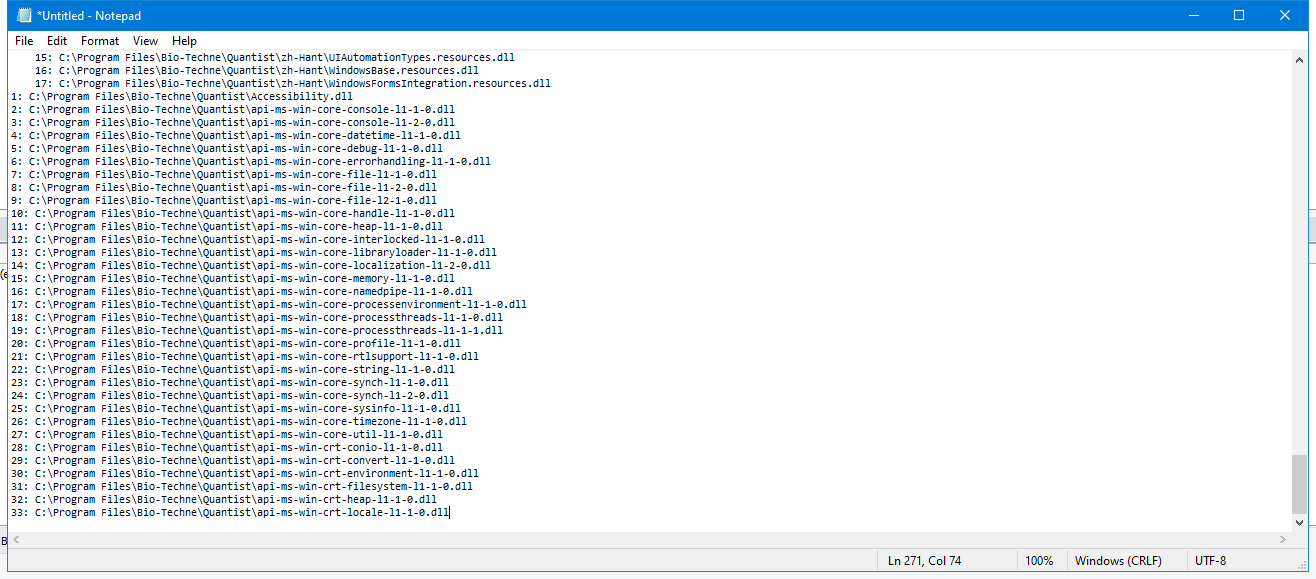 *Untitled - Notepad
File Edit Format View Help
15: C:\Program Files\Bio-Techne\Quantist\zh-Hant\UIAutomationTypes.resources.dll
16: C:\Program Files\Bio-Techne\Quantist\zh-Hant\WindowsBase.resources.dll
17: C:\Program Files\Bio-Techne\Quantist\zh-Hant\WindowsFormsIntegration.resources.dll
1: C:\Program Files\Bio-Techne\Quantist\Accessibility.dll
2: C:\Program Files\Bio-Techne\Quantist\api-ms-win-core-console-l1-1-0.dll
3: C:\Program Files\Bio-Techne\Quantist\api-ms-win-core-console-l1-2-0.dll
4: C:\Program Files\Bio-Techne\Quantist\api-ms-win-core-datetime-l1-1-0.dll
5: C:\Program Files\Bio-Techne\Quantist\api-ms-win-core-debug-l1-1-0.dll
6: C:\Program Files\Bio-Techne\Quantist\api-ms-win-core-errorhandling-l1-1-0.dll
7: C:\Program Files\Bio-Techne\Quantist\api-ms-win-core-file-l1-1-0.dll
8: C:\Program Files\Bio-Techne\Quantist\api-ms-win-core-file-l1-2-0.dll
9: C:\Program Files\Bio-Techne\Quantist\api-ms-win-core-file-l2-1-0.dll
10: C:\Program Files\Bio-Techne\Quantist\api-ms-win-core-handle-l1-1-0.dll
11: C:\Program Files\Bio-Techne\Quantist\api-ms-win-core-heap-l1-1-0.dll
12: C:\Program Files\Bio-Techne\Quantist\api-ms-win-core-interlocked-l1-1-0.dll
13: C:\Program Files\Bio-Techne\Quantist\api-ms-win-core-libraryloader-l1-1-0.dll
14: C:\Program Files\Bio-Techne\Quantist\api-ms-win-core-localization-l1-2-0.dll
15: C:\Program Files\Bio-Techne\Quantist\api-ms-win-core-memory-l1-1-0.dll
16: C:\Program Files\Bio-Techne\Quantist\api-ms-win-core-namedpipe-l1-1-0.dll
17: C:\Program Files\Bio-Techne\Quantist\api-ms-win-core-processenvironment-l1-1-0.dll
18: C:\Program Files\Bio-Techne\Quantist\api-ms-win-core-processthreads-l1-1-0.dll
19: C:\Program Files\Bio-Techne\Quantist\api-ms-win-core-processthreads-l1-1-1.dll
20: C:\Program Files\Bio-Techne\Quantist\api-ms-win-core-profile-l1-1-0.dll
21: C:\Program Files\Bio-Techne\Quantist\api-ms-win-core-rtlsupport-l1-1-0.dll
22: C:\Program Files\Bio-Techne\Quantist\api-ms-win-core-string-l1-1-0.dll
23: C:\Program Files\Bio-Techne\Quantist\api-ms-win-core-synch-l1-1-0.dll
24: C:\Program Files\Bio-Techne\Quantist\api-ms-win-core-synch-l1-2-0.dll
25: C:\Program Files\Bio-Techne\Quantist\api-ms-win-core-sysinfo-l1-1-0.dll
26: C:\Program Files\Bio-Techne\Quantist\api-ms-win-core-timezone-l1-1-0.dll
27: C:\Program Files\Bio-Techne\Quantist\api-ms-win-core-util-l1-1-0.dll
28: C:\Program Files\Bio-Techne\Quantist\api-ms-win-crt-conio-l1-1-0.dll
29: C:\Program Files\Bio-Techne\Quantist\api-ms-win-crt-convert-l1-1-0.dll
30: C:\Program Files\Bio-Techne\Quantist\api-ms-win-crt-environment-l1-1-0.dll
31: C:\Program Files\Bio-Techne\Quantist\api-ms-win-crt-filesystem-l1-1-0.dll
32: C:\Program Files\Bio-Techne\Quantist\api-ms-win-crt-heap-l1-1-0.dll
33: C:\Program Files\Bio-Techne\Quantist\api-ms-win-crt-locale-l1-1-0.dll
Ln 271, Col 74 100% Windows (CRLF) UTF-8